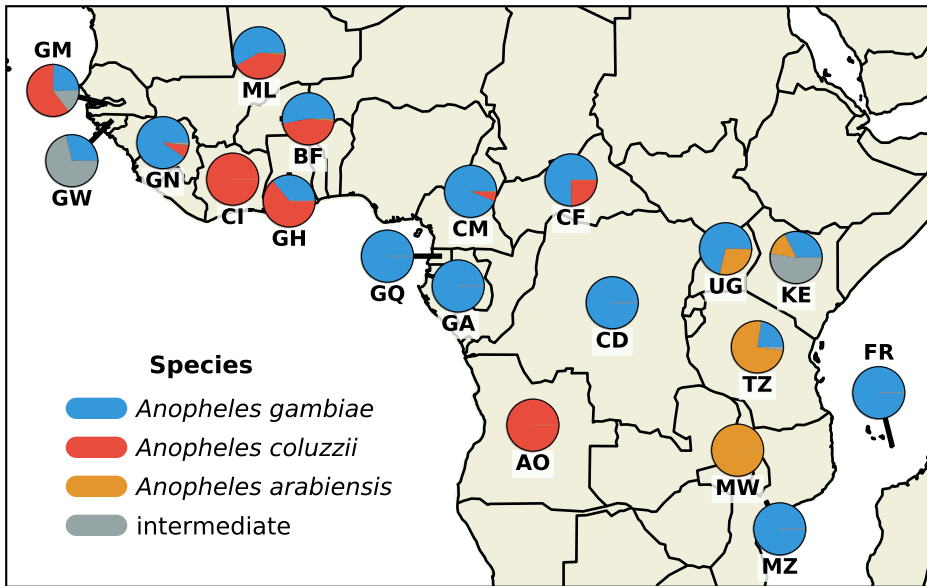 GM
ML
BF
GN
GW
CI
GH
CM
CF
GQ
GA
UG
KE
CD
TZ
FR
AO
MW
MZ
Species
Anopheles gambiae
Anopheles coluzzii
Anopheles arabiensis
intermediate